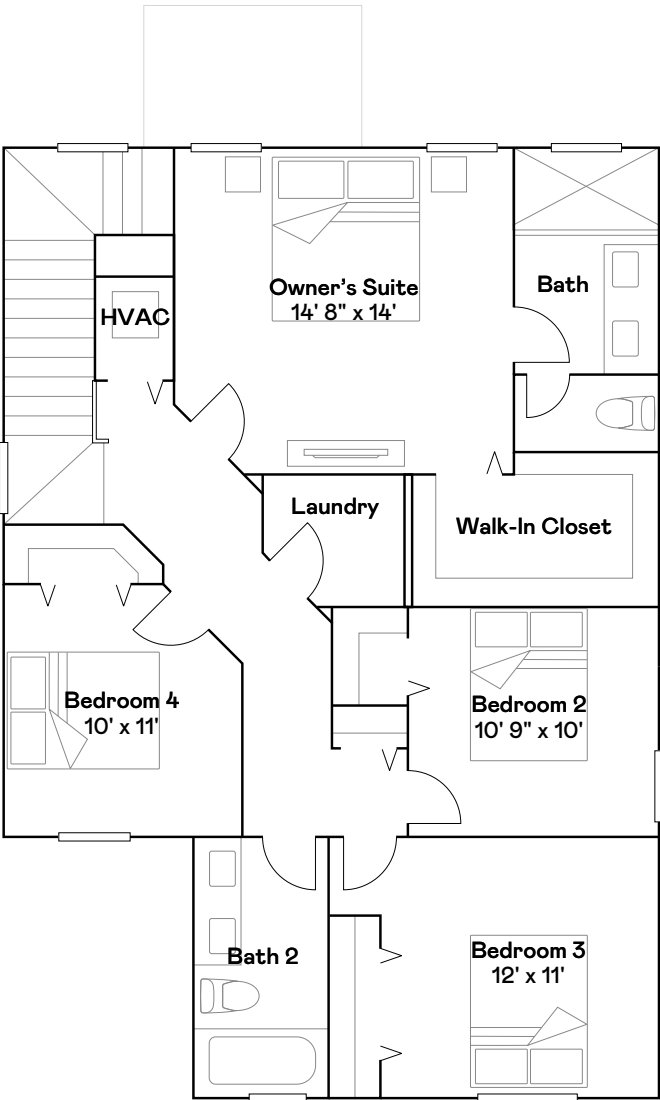 Owner's Suite
14' 8" x 14'
Bath
HVAC
Laundry
Walk-In Closet
Bedroom 4
10' x 11'
Bedroom 2
10' 9" x 10'
Bath 2
Bedroom 3
12' x 11'